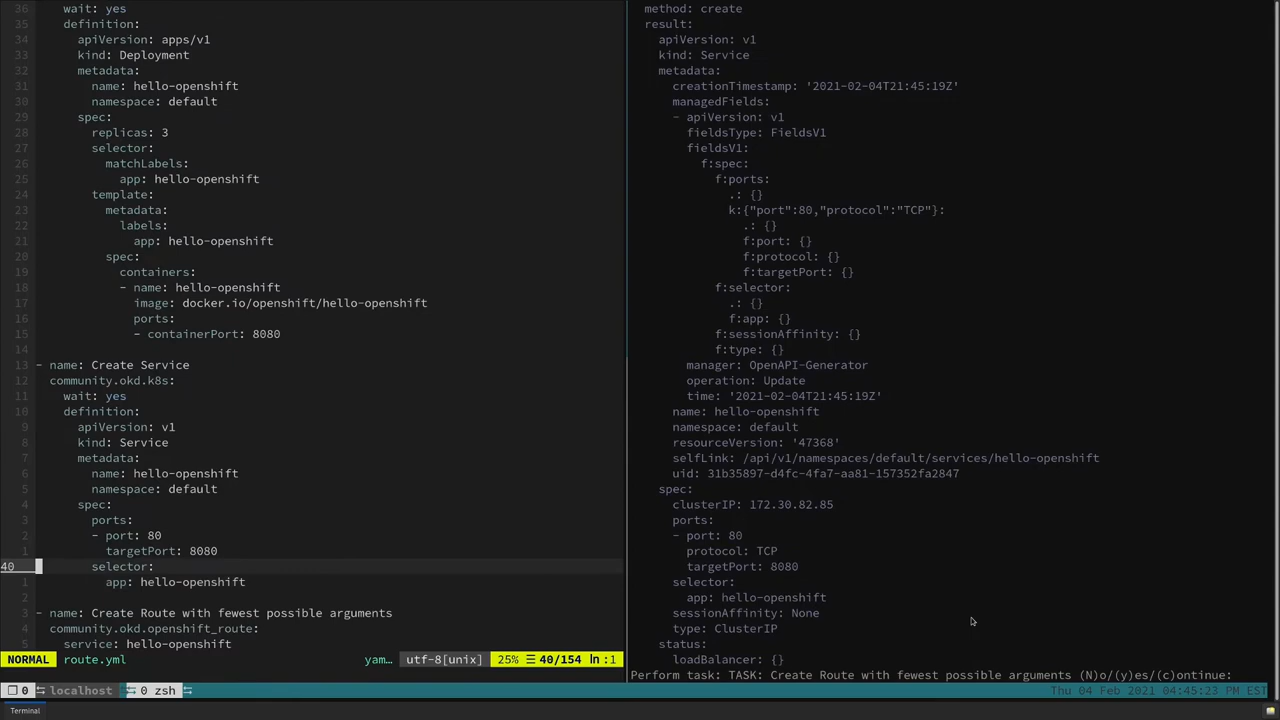 36 wait: yes
35 definition:
34 apiVersion: apps/v1
33 kind: Deployment
32 metadata:
31 name: hello-openshift
30 namespace: default
29 spec:
28 replicas: 3
27 selector:
26 matchLabels:
25 app: hello-openshift
24 template:
23 metadata:
22 labels:
21 app: hello-openshift
20 spec:
19 containers:
18 - name: hello-openshift
17 image: docker.io/openshift/hello-openshift
16 ports:
15 - containerPort: 8080
14
13 - name: Create Service
12 community.okd.k8s:
11 wait: yes
10 definition:
9 apiVersion: v1
8 kind: Service
7 metadata:
6 name: hello-openshift
5 namespace: default
4 spec:
3 ports:
2 - port: 80
1 targetPort: 8080
40 selector:
1 app: hello-openshift
2
3 - name: Create Route with fewest possible arguments
4 community.okd.openshift_route:
5 service: hello-openshift
NORMAL route.yml yam… utf-8[unix] 25% ☰ 40/154 ln:1
method: create
result:
apiVersion: v1
kind: Service
metadata:
creationTimestamp: '2021-02-04T21:45:19Z'
managedFields:
- apiVersion: v1
fieldsType: FieldsV1
fieldsV1:
f:spec:
f:ports:
.: {}
k:{"port":80,"protocol":"TCP"}:
.: {}
f:port: {}
f:protocol: {}
f:targetPort: {}
f:selector:
.: {}
f:app: {}
f:sessionAffinity: {}
f:type: {}
manager: OpenAPI-Generator
operation: Update
time: '2021-02-04T21:45:19Z'
name: hello-openshift
namespace: default
resourceVersion: '47368'
selfLink: /api/v1/namespaces/default/services/hello-openshift
uid: 31b35897-d4fc-4fa7-aa81-157352fa2847
spec:
clusterIP: 172.30.82.85
ports:
- port: 80
protocol: TCP
targetPort: 8080
selector:
app: hello-openshift
sessionAffinity: None
type: ClusterIP
status:
loadBalancer: {}
Perform task: TASK: Create Route with fewest possible arguments (N)o/(y)es/(c)ontinue:
0 localhost 0 zsh Thu 04 Feb 2021 04:45:23 PM EST
Terminal